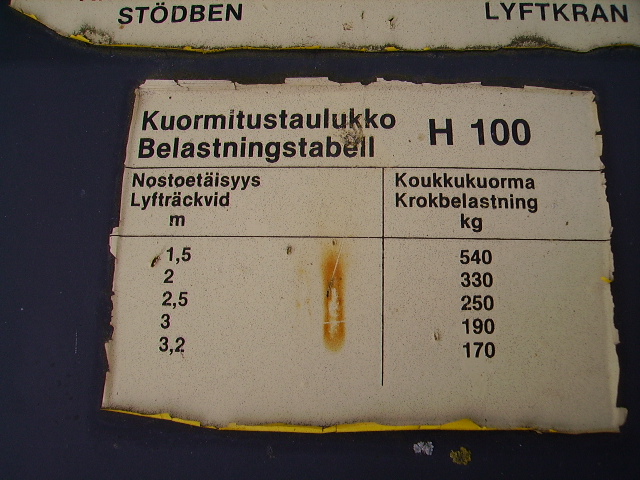 STÖDBEN LYFTKRAN
Kuormitustaulukko H 100
Belastningstabell
Nostoetäisyys Koukkukuorma
Lyfträckvid Krokbelastning
m kg
1,5 540
2 330
2,5 250
3 190
3,2 170